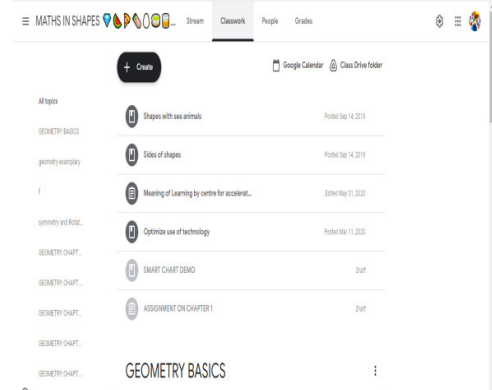 MATHS IN SHAPES
Stream
Classwork
People
Grades
+ Create
Google Calendar
Class Drive folder
All topics
GEOMETRY BASICS
geometry examplary
f
symmetry and Rotat...
GEOMETRY CHAPT...
GEOMETRY CHAPT...
GEOMETRY CHAPT...
GEOMETRY CHAPT...
GEOMETRY CHAPT...
Shapes with sea animals
Posted Sep 14, 2019
Sides of shapes
Posted Sep 14, 2019
Meaning of Learning by centre for accelerat...
Edited May 31, 2020
Optimize use of technology
Posted Mar 11, 2020
SMART CHART DEMO
Draft
ASSIGNMENT ON CHAPTER 1
Draft
GEOMETRY BASICS